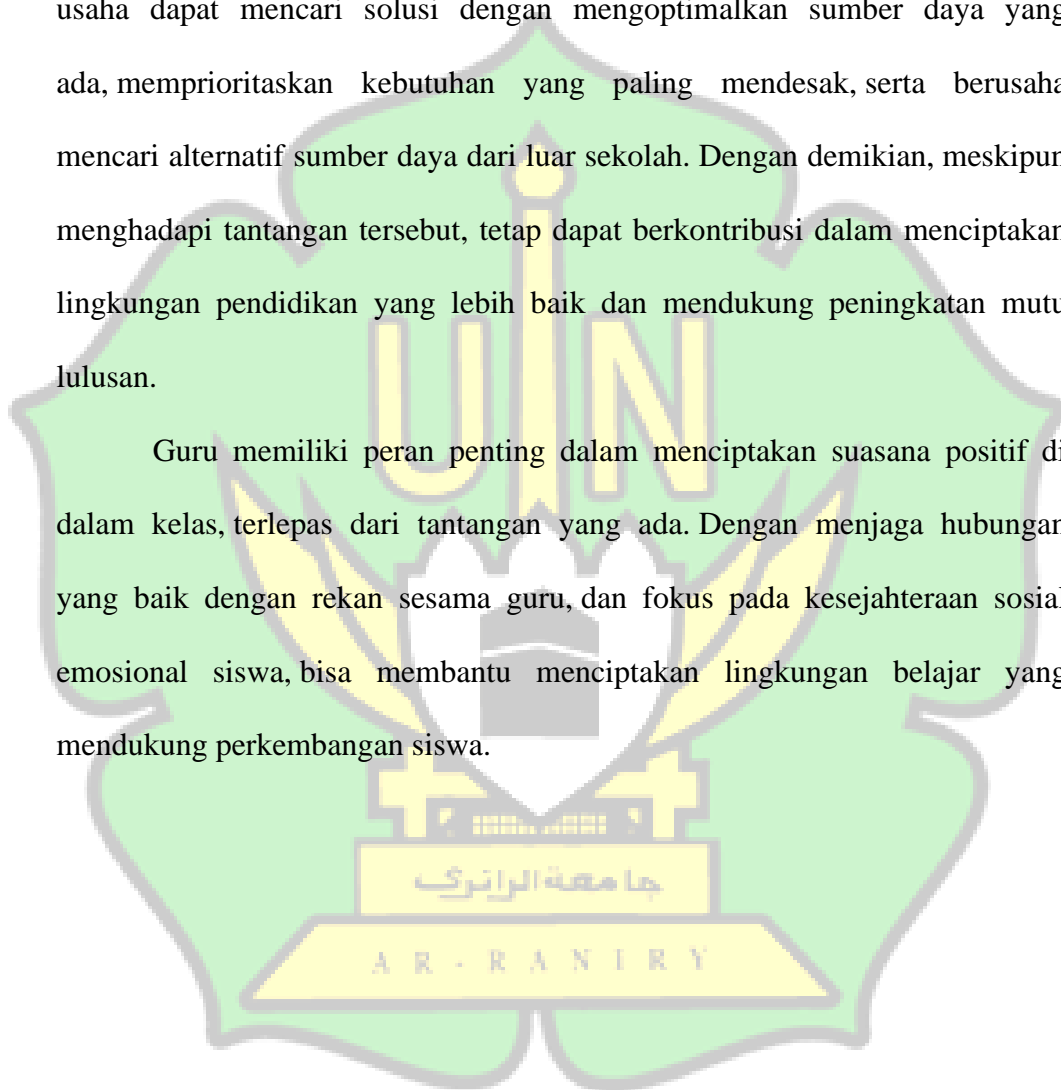 usaha dapat mencari solusi dengan mengoptimalkan sumber daya yang
ada, memprioritaskan kebutuhan yang paling mendesak, serta berusaha
mencari alternatif sumber daya dari luar sekolah. Dengan demikian, meskipun
menghadapi tantangan tersebut, tetap dapat berkontribusi dalam menciptakan
lingkungan pendidikan yang lebih baik dan mendukung peningkatan mutu
lulusan.
Guru memiliki peran penting dalam menciptakan suasana positif di
dalam kelas, terlepas dari tantangan yang ada. Dengan menjaga hubungan
yang baik dengan rekan sesama guru, dan fokus pada kesejahteraan sosial
emosional siswa, bisa membantu menciptakan lingkungan belajar yang
mendukung perkembangan siswa.
UIN
جامعة الرانري
AR-RANIRY